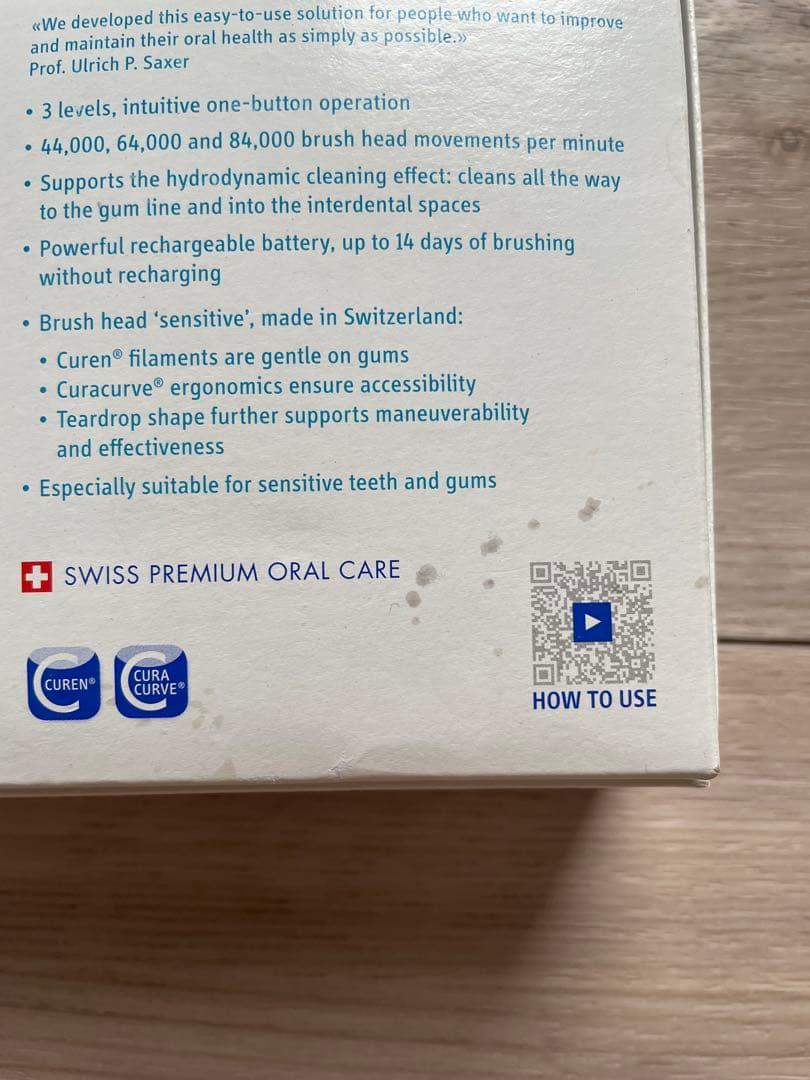 «We developed this easy-to-use solution for people who want to improve
and maintain their oral health as simply as possible.»
Prof. Ulrich P. Saxer
• 3 levels, intuitive one-button operation
• 44,000, 64,000 and 84,000 brush head movements per minute
• Supports the hydrodynamic cleaning effect: cleans all the way
to the gum line and into the interdental spaces
• Powerful rechargeable battery, up to 14 days of brushing
without recharging
• Brush head ‘sensitive’, made in Switzerland:
• Curen® filaments are gentle on gums
• Curacurve® ergonomics ensure accessibility
• Teardrop shape further supports maneuverability
and effectiveness
• Especially suitable for sensitive teeth and gums
SWISS PREMIUM ORAL CARE
CUREN®
CURA
CURVE®
HOW TO USE